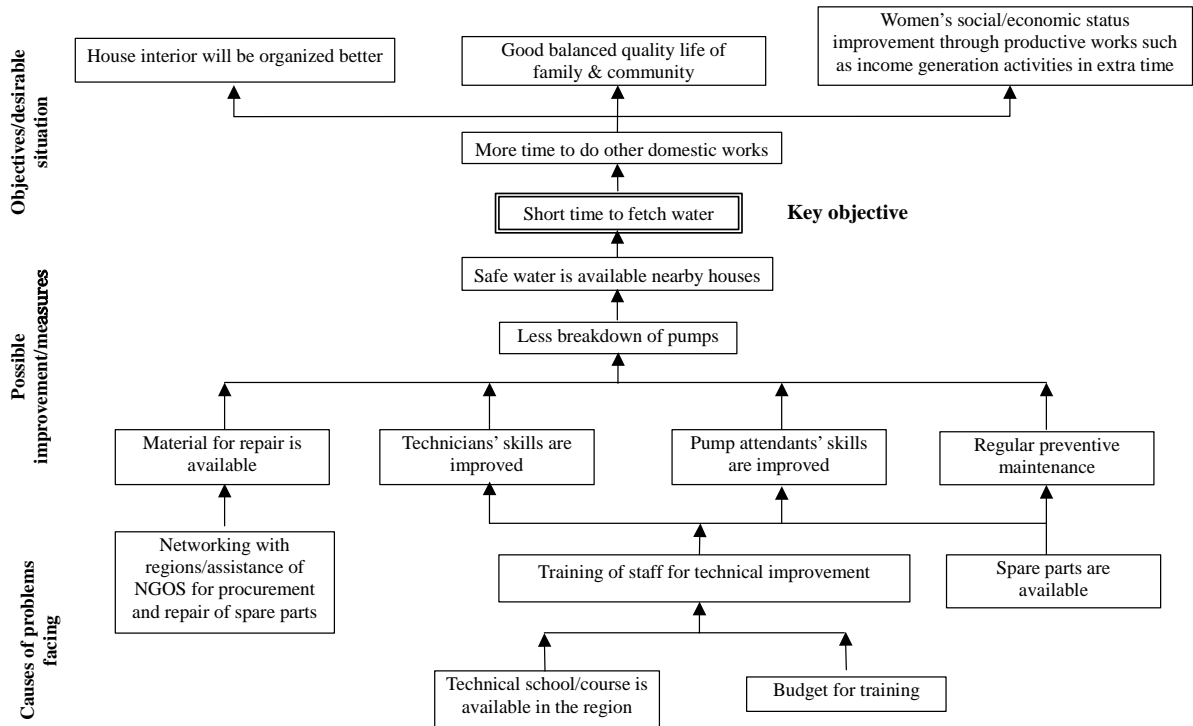 Women’s social/economic status
improvement through productive works such
as income generation activities in extra time
House interior will be organized better
Good balanced quality life of
family & community
Objectives/desirable
situation
More time to do other domestic works
Short time to fetch water
Key objective
Safe water is available nearby houses
Less breakdown of pumps
Possible
improvement/measures
Material for repair is
available
Technicians’ skills are
improved
Pump attendants’ skills
are improved
Regular preventive
maintenance
Networking with
regions/assistance of
NGOS for procurement
and repair of spare parts
Training of staff for technical improvement
Spare parts are
available
Causes of problems
facing
Technical school/course is
available in the region
Budget for training